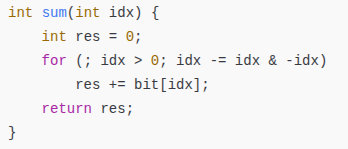 int sum(int idx) {
    int res = 0;
    for (; idx > 0; idx -= idx & -idx)
        res += bit[idx];
    return res;
}